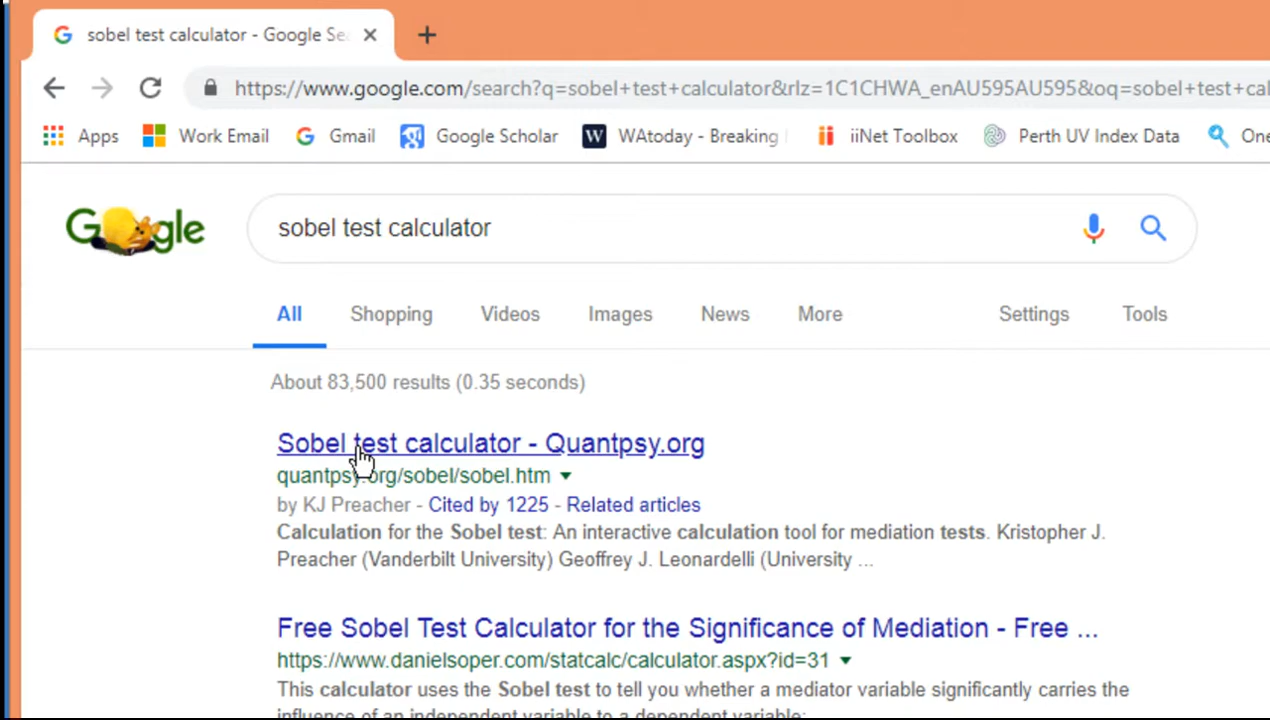 sobel test calculator - Google Se
https://www.google.com/search?q=sobel+test+calculator&rlz=1C1CHWA_enAU595AU595&oq=sobel+test+cal
Apps Work Email Gmail Google Scholar WAtoday - Breaking iiNet Toolbox Perth UV Index Data One
Google sobel test calculator
All Shopping Videos Images News More Settings Tools
About 83,500 results (0.35 seconds)
Sobel test calculator - Quantpsy.org
quantpsy.org/sobel/sobel.htm
by KJ Preacher - Cited by 1225 - Related articles
Calculation for the Sobel test: An interactive calculation tool for mediation tests. Kristopher J.
Preacher (Vanderbilt University) Geoffrey J. Leonardelli (University ...
Free Sobel Test Calculator for the Significance of Mediation - Free ...
https://www.danielsoper.com/statcalc/calculator.aspx?id=31
This calculator uses the Sobel test to tell you whether a mediator variable significantly carries the
influence of an independent variable to a dependent variable;